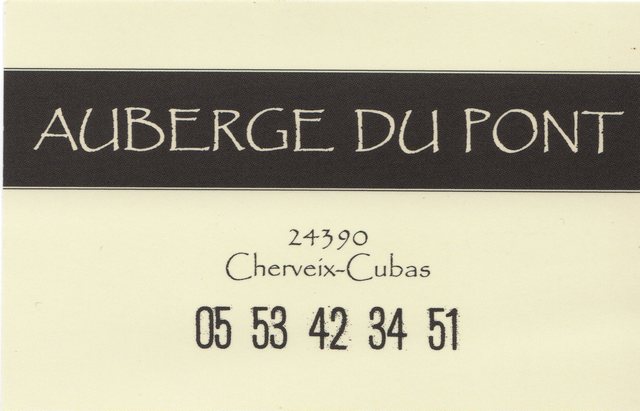 AUBERGE DU PONT
24390
Cherveix-Cubas
05 53 42 34 51